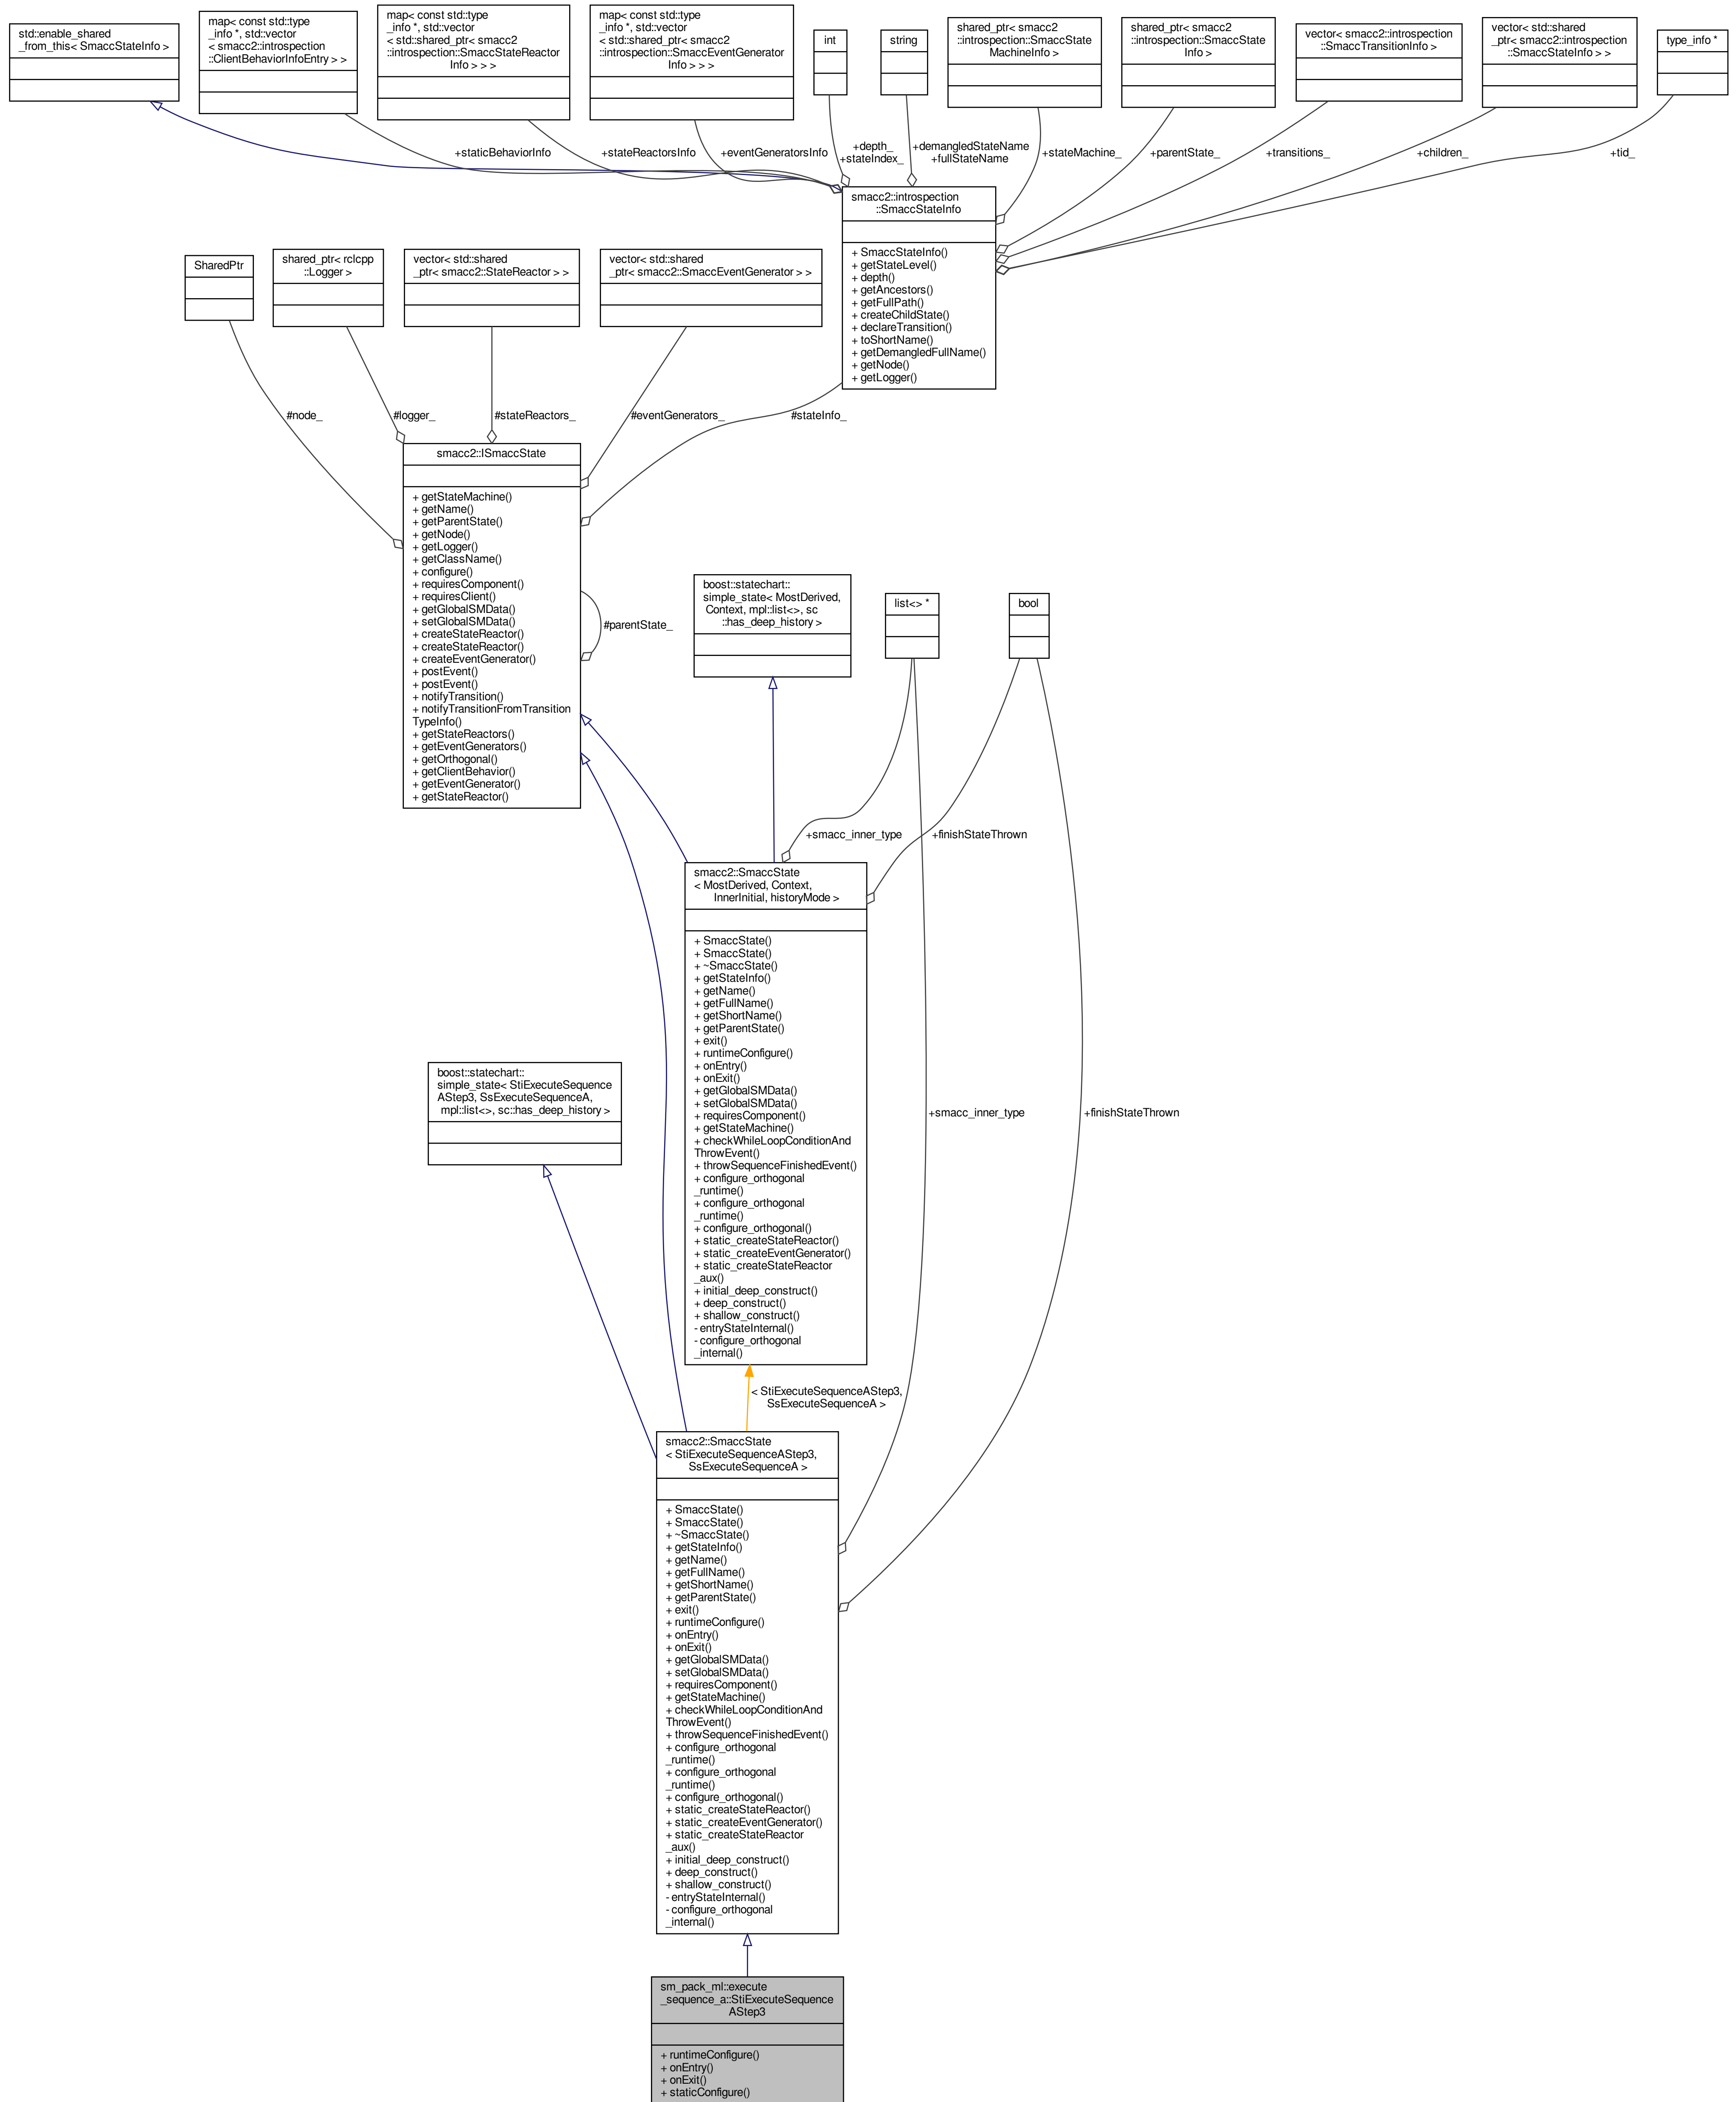 std::enable_shared
_from_this< SmaccStateInfo >
map< const std::type
_info *, std::vector
< smacc2::introspection
::ClientBehaviorInfoEntry > >
map< const std::type
_info *, std::vector
< std::shared_ptr< smacc2
::introspection::SmaccStateReactor
Info > > >
map< const std::type
_info *, std::vector
< std::shared_ptr< smacc2
::introspection::SmaccEventGenerator
Info > > >
int
string
shared_ptr< smacc2
::introspection::SmaccState
MachineInfo >
shared_ptr< smacc2
::introspection::SmaccState
Info >
vector< smacc2::introspection
::SmaccTransitionInfo >
vector< std::shared
_ptr< smacc2::introspection
::SmaccStateInfo > >
type_info *
+staticBehaviorInfo
+stateReactorsInfo
+eventGeneratorsInfo
+depth_
+stateIndex_
+demangledStateName
+fullStateName
+stateMachine_
+parentState_
+transitions_
+children_
+tid_
smacc2::introspection
::SmaccStateInfo
+ SmaccStateInfo()
+ getStateLevel()
+ depth()
+ getAncestors()
+ getFullPath()
+ createChildState()
+ declareTransition()
+ toShortName()
+ getDemangledFullName()
+ getNode()
+ getLogger()
SharedPtr
shared_ptr< rclcpp
::Logger >
vector< std::shared
_ptr< smacc2::StateReactor > >
vector< std::shared
_ptr< smacc2::SmaccEventGenerator > >
#node_
#logger_
#stateReactors_
#eventGenerators_
#stateInfo_
smacc2::ISmaccState
+ getStateMachine()
+ getName()
+ getParentState()
+ getNode()
+ getLogger()
+ getClassName()
+ configure()
+ requiresComponent()
+ requiresClient()
+ getGlobalSMData()
+ setGlobalSMData()
+ createStateReactor()
+ createStateReactor()
+ createEventGenerator()
+ postEvent()
+ postEvent()
+ notifyTransition()
+ notifyTransitionFromTransition
TypeInfo()
+ getStateReactors()
+ getEventGenerators()
+ getOrthogonal()
+ getClientBehavior()
+ getEventGenerator()
+ getStateReactor()
#parentState_
boost::statechart::
simple_state< MostDerived,
Context, mpl::list<>, sc
::has_deep_history >
list<> *
bool
+smacc_inner_type
+finishStateThrown
smacc2::SmaccState
< MostDerived, Context,
InnerInitial, historyMode >
+ SmaccState()
+ SmaccState()
+ ~SmaccState()
+ getStateInfo()
+ getName()
+ getFullName()
+ getShortName()
+ getParentState()
+ exit()
+ runtimeConfigure()
+ onEntry()
+ onExit()
+ getGlobalSMData()
+ setGlobalSMData()
+ requiresComponent()
+ getStateMachine()
+ checkWhileLoopConditionAnd
ThrowEvent()
+ throwSequenceFinishedEvent()
+ configure_orthogonal
_runtime()
+ configure_orthogonal
_runtime()
+ configure_orthogonal()
+ static_createStateReactor()
+ static_createEventGenerator()
+ static_createStateReactor
_aux()
+ initial_deep_construct()
+ deep_construct()
+ shallow_construct()
- entryStateInternal()
- configure_orthogonal
_internal()
boost::statechart::
simple_state< StiExecuteSequence
AStep3, SsExecuteSequenceA,
mpl::list<>, sc::has_deep_history >
+smacc_inner_type
+finishStateThrown
< StiExecuteSequenceAStep3,
SsExecuteSequenceA >
smacc2::SmaccState
< StiExecuteSequenceAStep3,
SsExecuteSequenceA >
+ SmaccState()
+ SmaccState()
+ ~SmaccState()
+ getStateInfo()
+ getName()
+ getFullName()
+ getShortName()
+ getParentState()
+ exit()
+ runtimeConfigure()
+ onEntry()
+ onExit()
+ getGlobalSMData()
+ setGlobalSMData()
+ requiresComponent()
+ getStateMachine()
+ checkWhileLoopConditionAnd
ThrowEvent()
+ throwSequenceFinishedEvent()
+ configure_orthogonal
_runtime()
+ configure_orthogonal
_runtime()
+ configure_orthogonal()
+ static_createStateReactor()
+ static_createEventGenerator()
+ static_createStateReactor
_aux()
+ initial_deep_construct()
+ deep_construct()
+ shallow_construct()
- entryStateInternal()
- configure_orthogonal
_internal()
sm_pack_ml::execute
_sequence_a::StiExecuteSequence
AStep3
+ runtimeConfigure()
+ onEntry()
+ onExit()
+ staticConfigure()